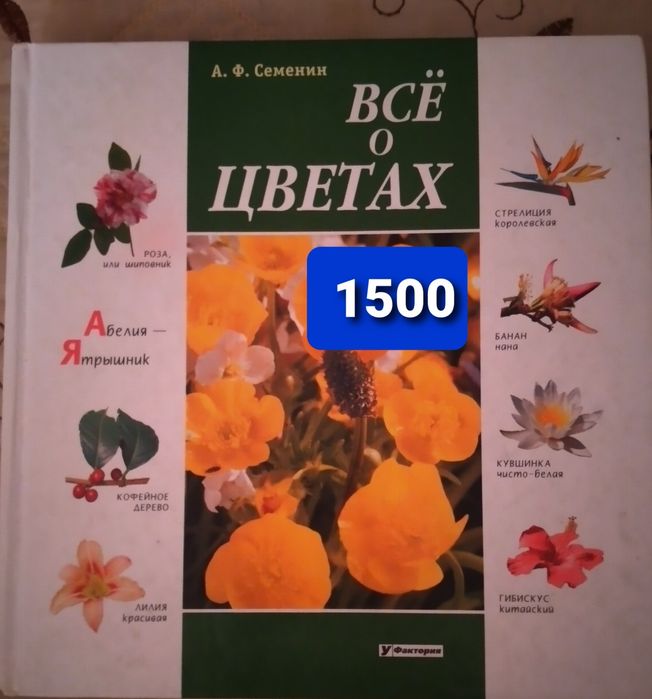 А. Ф. Семенин
ВСЁ
О
ЦВЕТАХ
1500
РОЗА,
или шиповник
Абелия —
Ятрышник
КОФЕЙНОЕ
ДЕРЕВО
ЛИЛИЯ
красивая
СТРЕЛИЦИЯ
королевская
БАНАН
нана
КУВШИНКА
чисто-белая
ГИБИСКУС
китайский
У Фактория